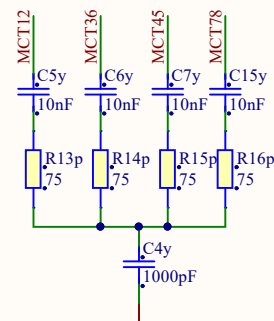 MCT12
MCT36
MCT45
MCT78
C5y
C6y
C7y
C15y
10nF
10nF
10nF
10nF
R13p
R14p
R15p
R16p
75
75
75
75
C4y
1000pF